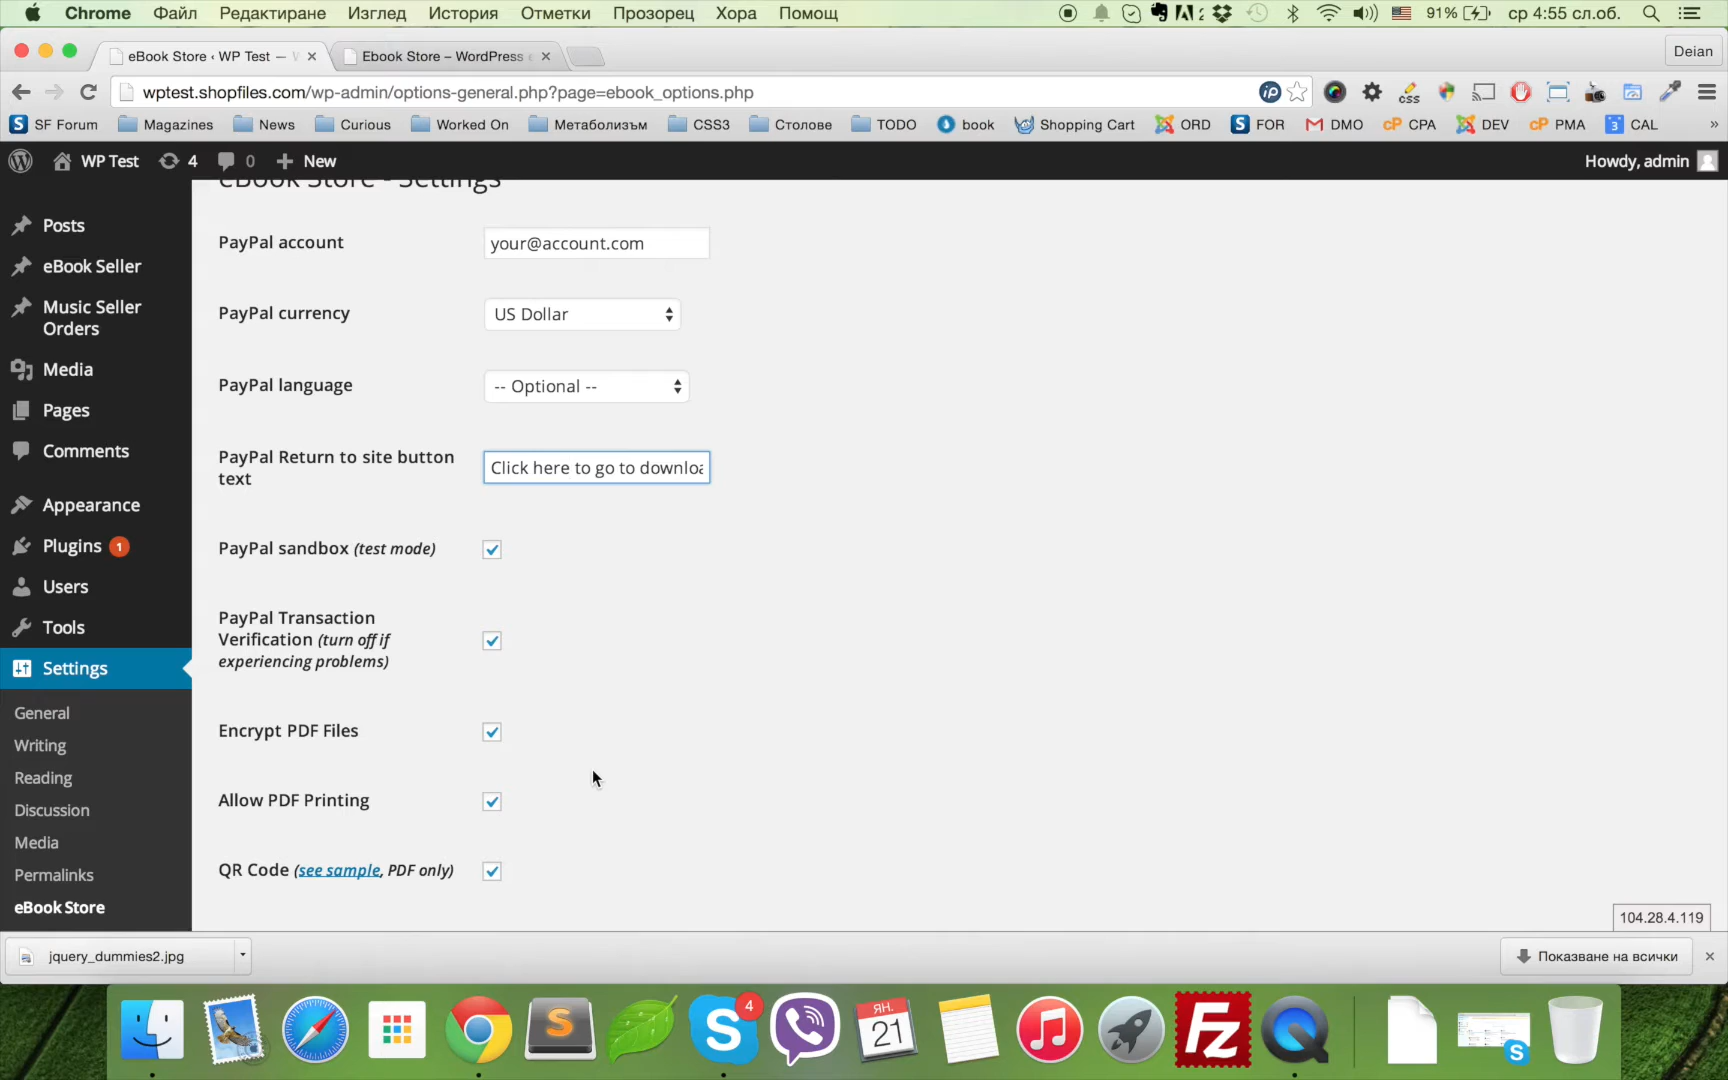 Chrome Файл Редактиране Изглед История Отметки Прозорец Хора Помощ 2 91% ср 4:55 сл.об.
eBook Store ‹ WP Test — Ebook Store – WordPress Deian
wptest.shopfiles.com/wp-admin/options-general.php?page=ebook_options.php
SF Forum Magazines News Curious Worked On Метаболизъм CSS3 Столове TODO book Shopping Cart ORD FOR DMO CPA DEV PMA CAL »
WP Test 4 0 New Howdy, admin
eBook Store - Settings
Posts
eBook Seller
Music Seller
Orders
Media
Pages
Comments
Appearance
Plugins 1
Users
Tools
Settings
General
Writing
Reading
Discussion
Media
Permalinks
eBook Store
PayPal account your@account.com
PayPal currency US Dollar
PayPal language -- Optional --
PayPal Return to site button
text
Click here to go to downloa
PayPal sandbox (test mode)
PayPal Transaction
Verification (turn off if
experiencing problems)
Encrypt PDF Files
Allow PDF Printing
QR Code (see sample, PDF only)
104.28.4.119
jquery_dummies2.jpg Показване на всички
4
ЯН.
21
S
Fz
S